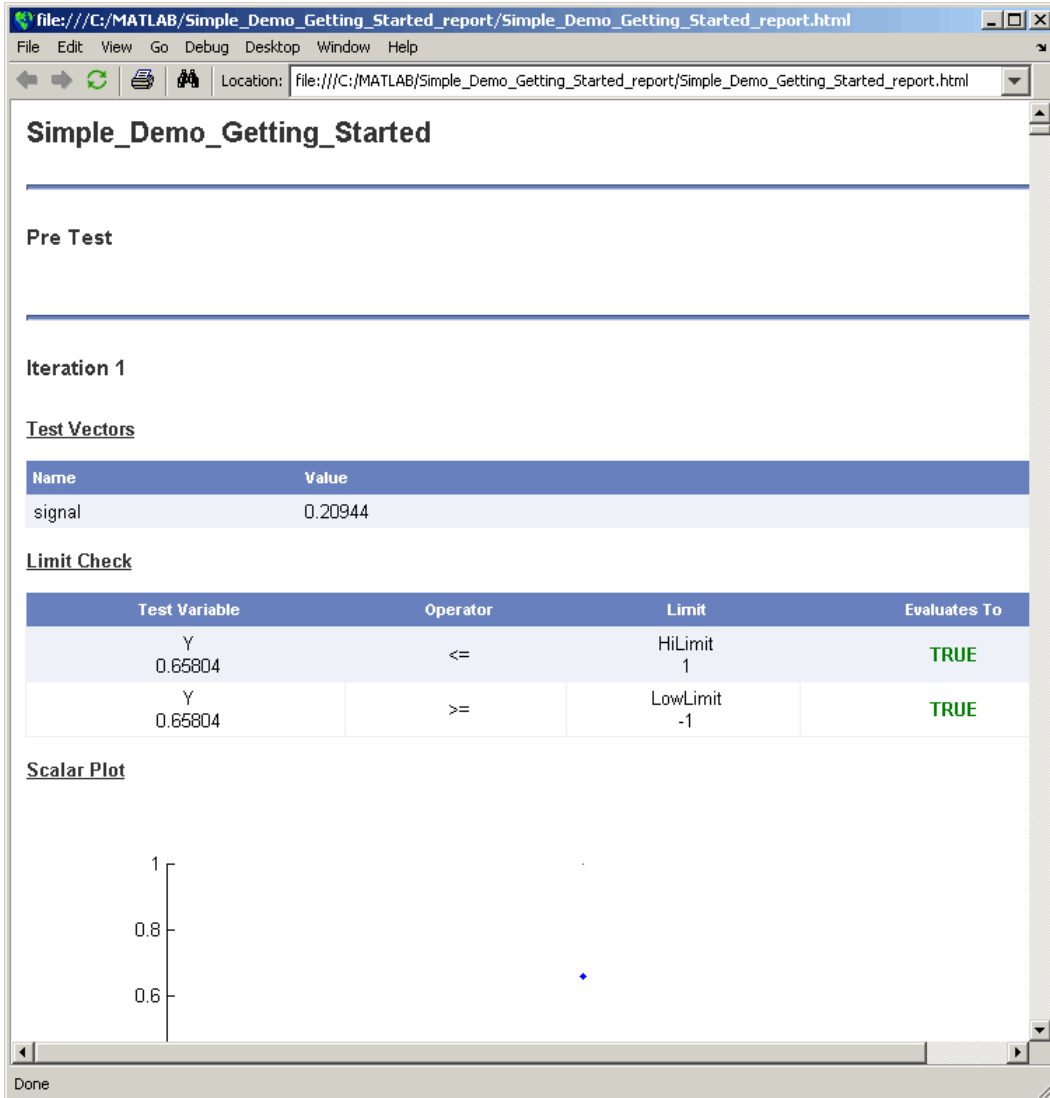 file:///C:/MATLAB/Simple_Demo_Getting_Started_report/Simple_Demo_Getting_Started_report.html
File Edit View Go Debug Desktop Window Help
Location: file:///C:/MATLAB/Simple_Demo_Getting_Started_report/Simple_Demo_Getting_Started_report.html
Simple_Demo_Getting_Started
Pre Test
Iteration 1
Test Vectors
Name Value
signal 0.20944
Limit Check
Test Variable Operator Limit Evaluates To
Y HiLimit
0.65804 <= 1 TRUE
Y LowLimit
0.65804 >= -1 TRUE
Scalar Plot
1
0.8
0.6
Done